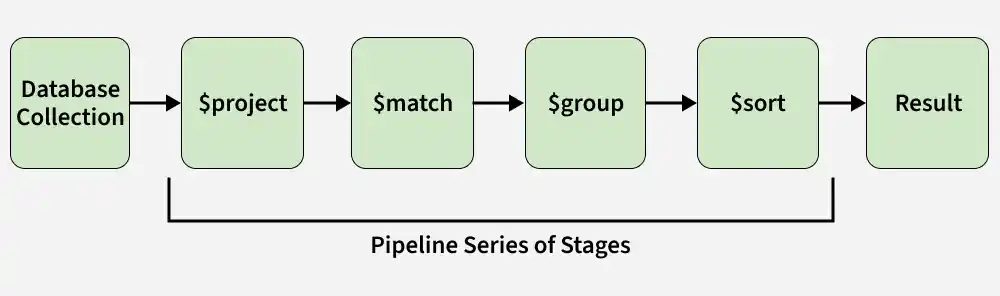 Database
Collection
$project
$match
$group
$sort
Result
Pipeline Series of Stages